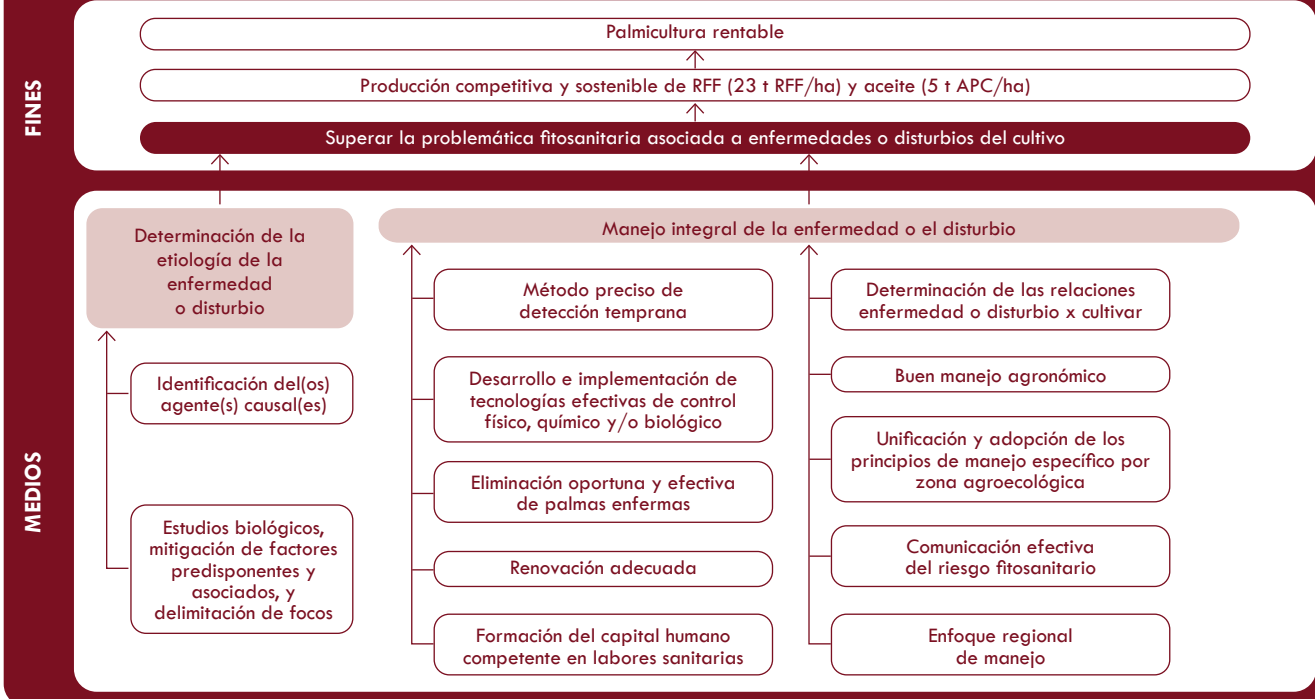 FINES
Palmicultura rentable
Producción competitiva y sostenible de RFF (23 t RFF/ha) y aceite (5 t APC/ha)
Superar la problemática fitosanitaria asociada a enfermedades o disturbios del cultivo
MEDIOS
Determinación de la
etiología de la
enfermedad
o disturbio
Identificación del(os)
agente(s) causal(es)
Estudios biológicos,
mitigación de factores
predisponentes y
asociados, y
delimitación de focos
Manejo integral de la enfermedad o el disturbio
Método preciso de
detección temprana
Desarrollo e implementación de
tecnologías efectivas de control
físico, químico y/o biológico
Eliminación oportuna y efectiva
de palmas enfermas
Renovación adecuada
Formación del capital humano
competente en labores sanitarias
Determinación de las relaciones
enfermedad o disturbio x cultivar
Buen manejo agronómico
Unificación y adopción de los
principios de manejo específico por
zona agroecológica
Comunicación efectiva
del riesgo fitosanitario
Enfoque regional
de manejo